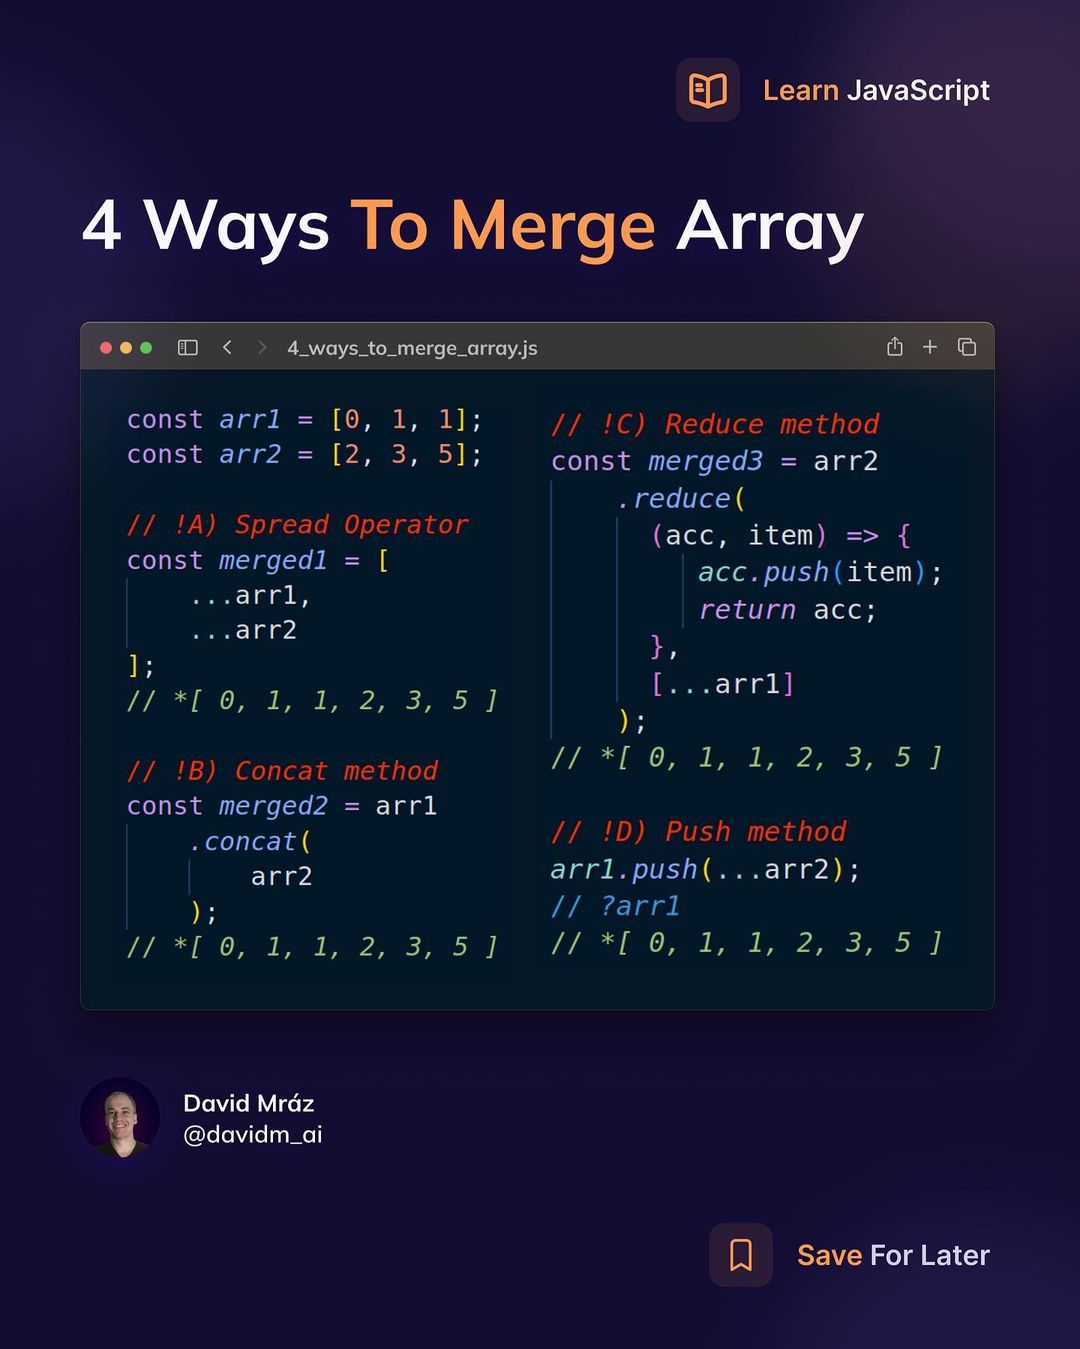 Learn JavaScript
4 Ways To Merge Array
4_ways_to_merge_array.js
const arr1 = [0, 1, 1];
const arr2 = [2, 3, 5];
// !A) Spread Operator
const merged1 = [
...arr1,
...arr2
];
// *[ 0, 1, 1, 2, 3, 5 ]
// !B) Concat method
const merged2 = arr1
.concat(
arr2
);
// *[ 0, 1, 1, 2, 3, 5 ]
// !C) Reduce method
const merged3 = arr2
.reduce(
(acc, item) => {
acc.push(item);
return acc;
},
[...arr1]
);
// *[ 0, 1, 1, 2, 3, 5 ]
// !D) Push method
arr1.push(...arr2);
// ?arr1
// *[ 0, 1, 1, 2, 3, 5 ]
David Mráz
@davidm_ai
Save For Later